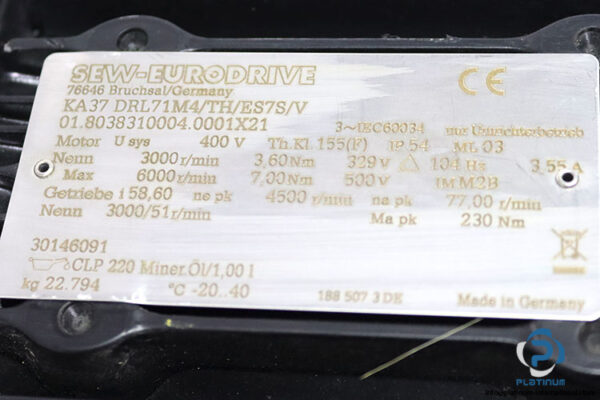 SEW-EURODRIVE CE
76646 Bruchsal/Germany
KA37 DRL71M4/TH/ES7S/V
01.8038310004.0001X21 3~IEC60034 nur Umrichterbetrieb
Motor U sys 400 V Th.Kl. 155(F) IP 54 ML 03
Nenn 3000 r/min 3,60 Nm 329 V △ 104 Hz 3,55 A
Max 6000 r/min 7,00 Nm 500 V IM M2B
Getriebe i 58,60 ne pk 4500 r/min na pk 77,00 r/min
Nenn 3000/51 r/min Ma pk 230 Nm
30146091
CLP 220 Miner.Öl/1,00 l
kg 22.794 °C -20..40 188 507 3 DE Made in Germany
PLATINUM